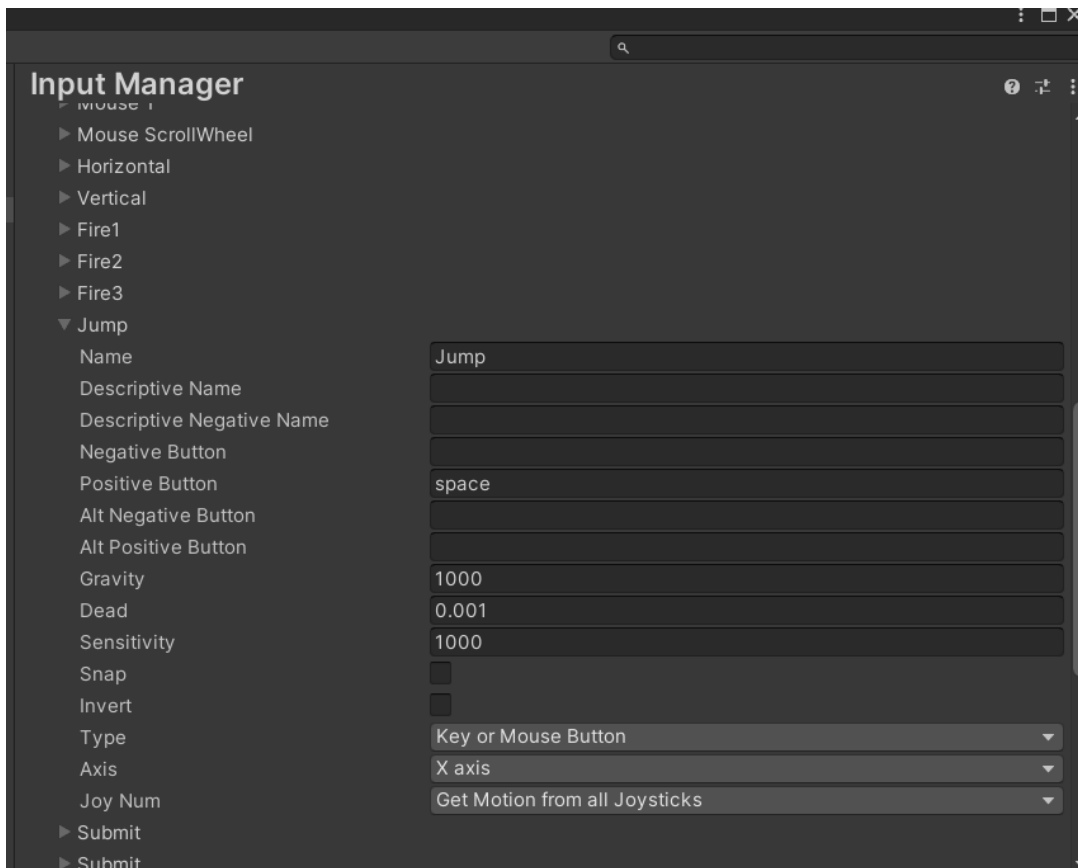 Input Manager
Mouse 1
Mouse ScrollWheel
Horizontal
Vertical
Fire1
Fire2
Fire3
Jump
Name Jump
Descriptive Name
Descriptive Negative Name
Negative Button
Positive Button space
Alt Negative Button
Alt Positive Button
Gravity 1000
Dead 0.001
Sensitivity 1000
Snap
Invert
Type Key or Mouse Button
Axis X axis
Joy Num Get Motion from all Joysticks
Submit
Submit